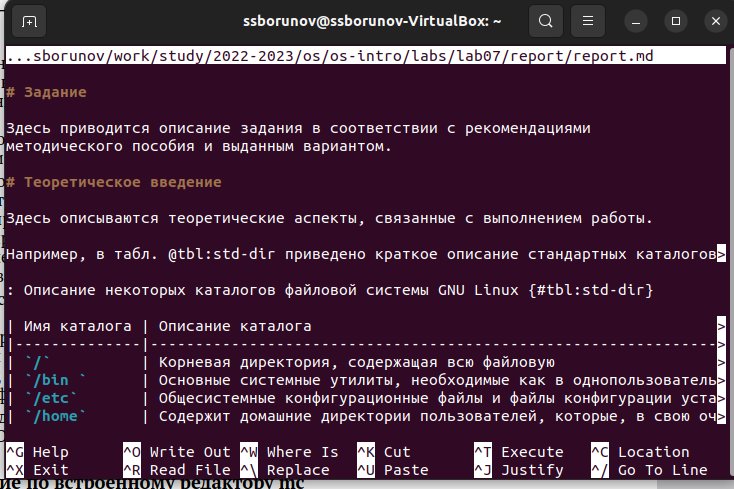 ssborunov@ssborunov-VirtualBox: ~
...sborunov/work/study/2022-2023/os/os-intro/labs/lab07/report/report.md
# Задание
Здесь приводится описание задания в соответствии с рекомендациями
методического пособия и выданным вариантом.
# Теоретическое введение
Здесь описываются теоретические аспекты, связанные с выполнением работы.
Например, в табл. @tbl:std-dir приведено краткое описание стандартных каталогов>
: Описание некоторых каталогов файловой системы GNU Linux {#tbl:std-dir}
| Имя каталога | Описание каталога >
|--------------|--------------------------------------------------------------->
| `/` | Корневая директория, содержащая всю файловую >
| `/bin ` | Основные системные утилиты, необходимые как в однопользователь>
| `/etc` | Общесистемные конфигурационные файлы и файлы конфигурации уста>
| `/home` | Содержит домашние директории пользователей, которые, в свою оч>
^G Help ^O Write Out ^W Where Is ^K Cut ^T Execute ^C Location
^X Exit ^R Read File ^\ Replace ^U Paste ^J Justify ^/ Go To Line
ие по встроенному редактору mc